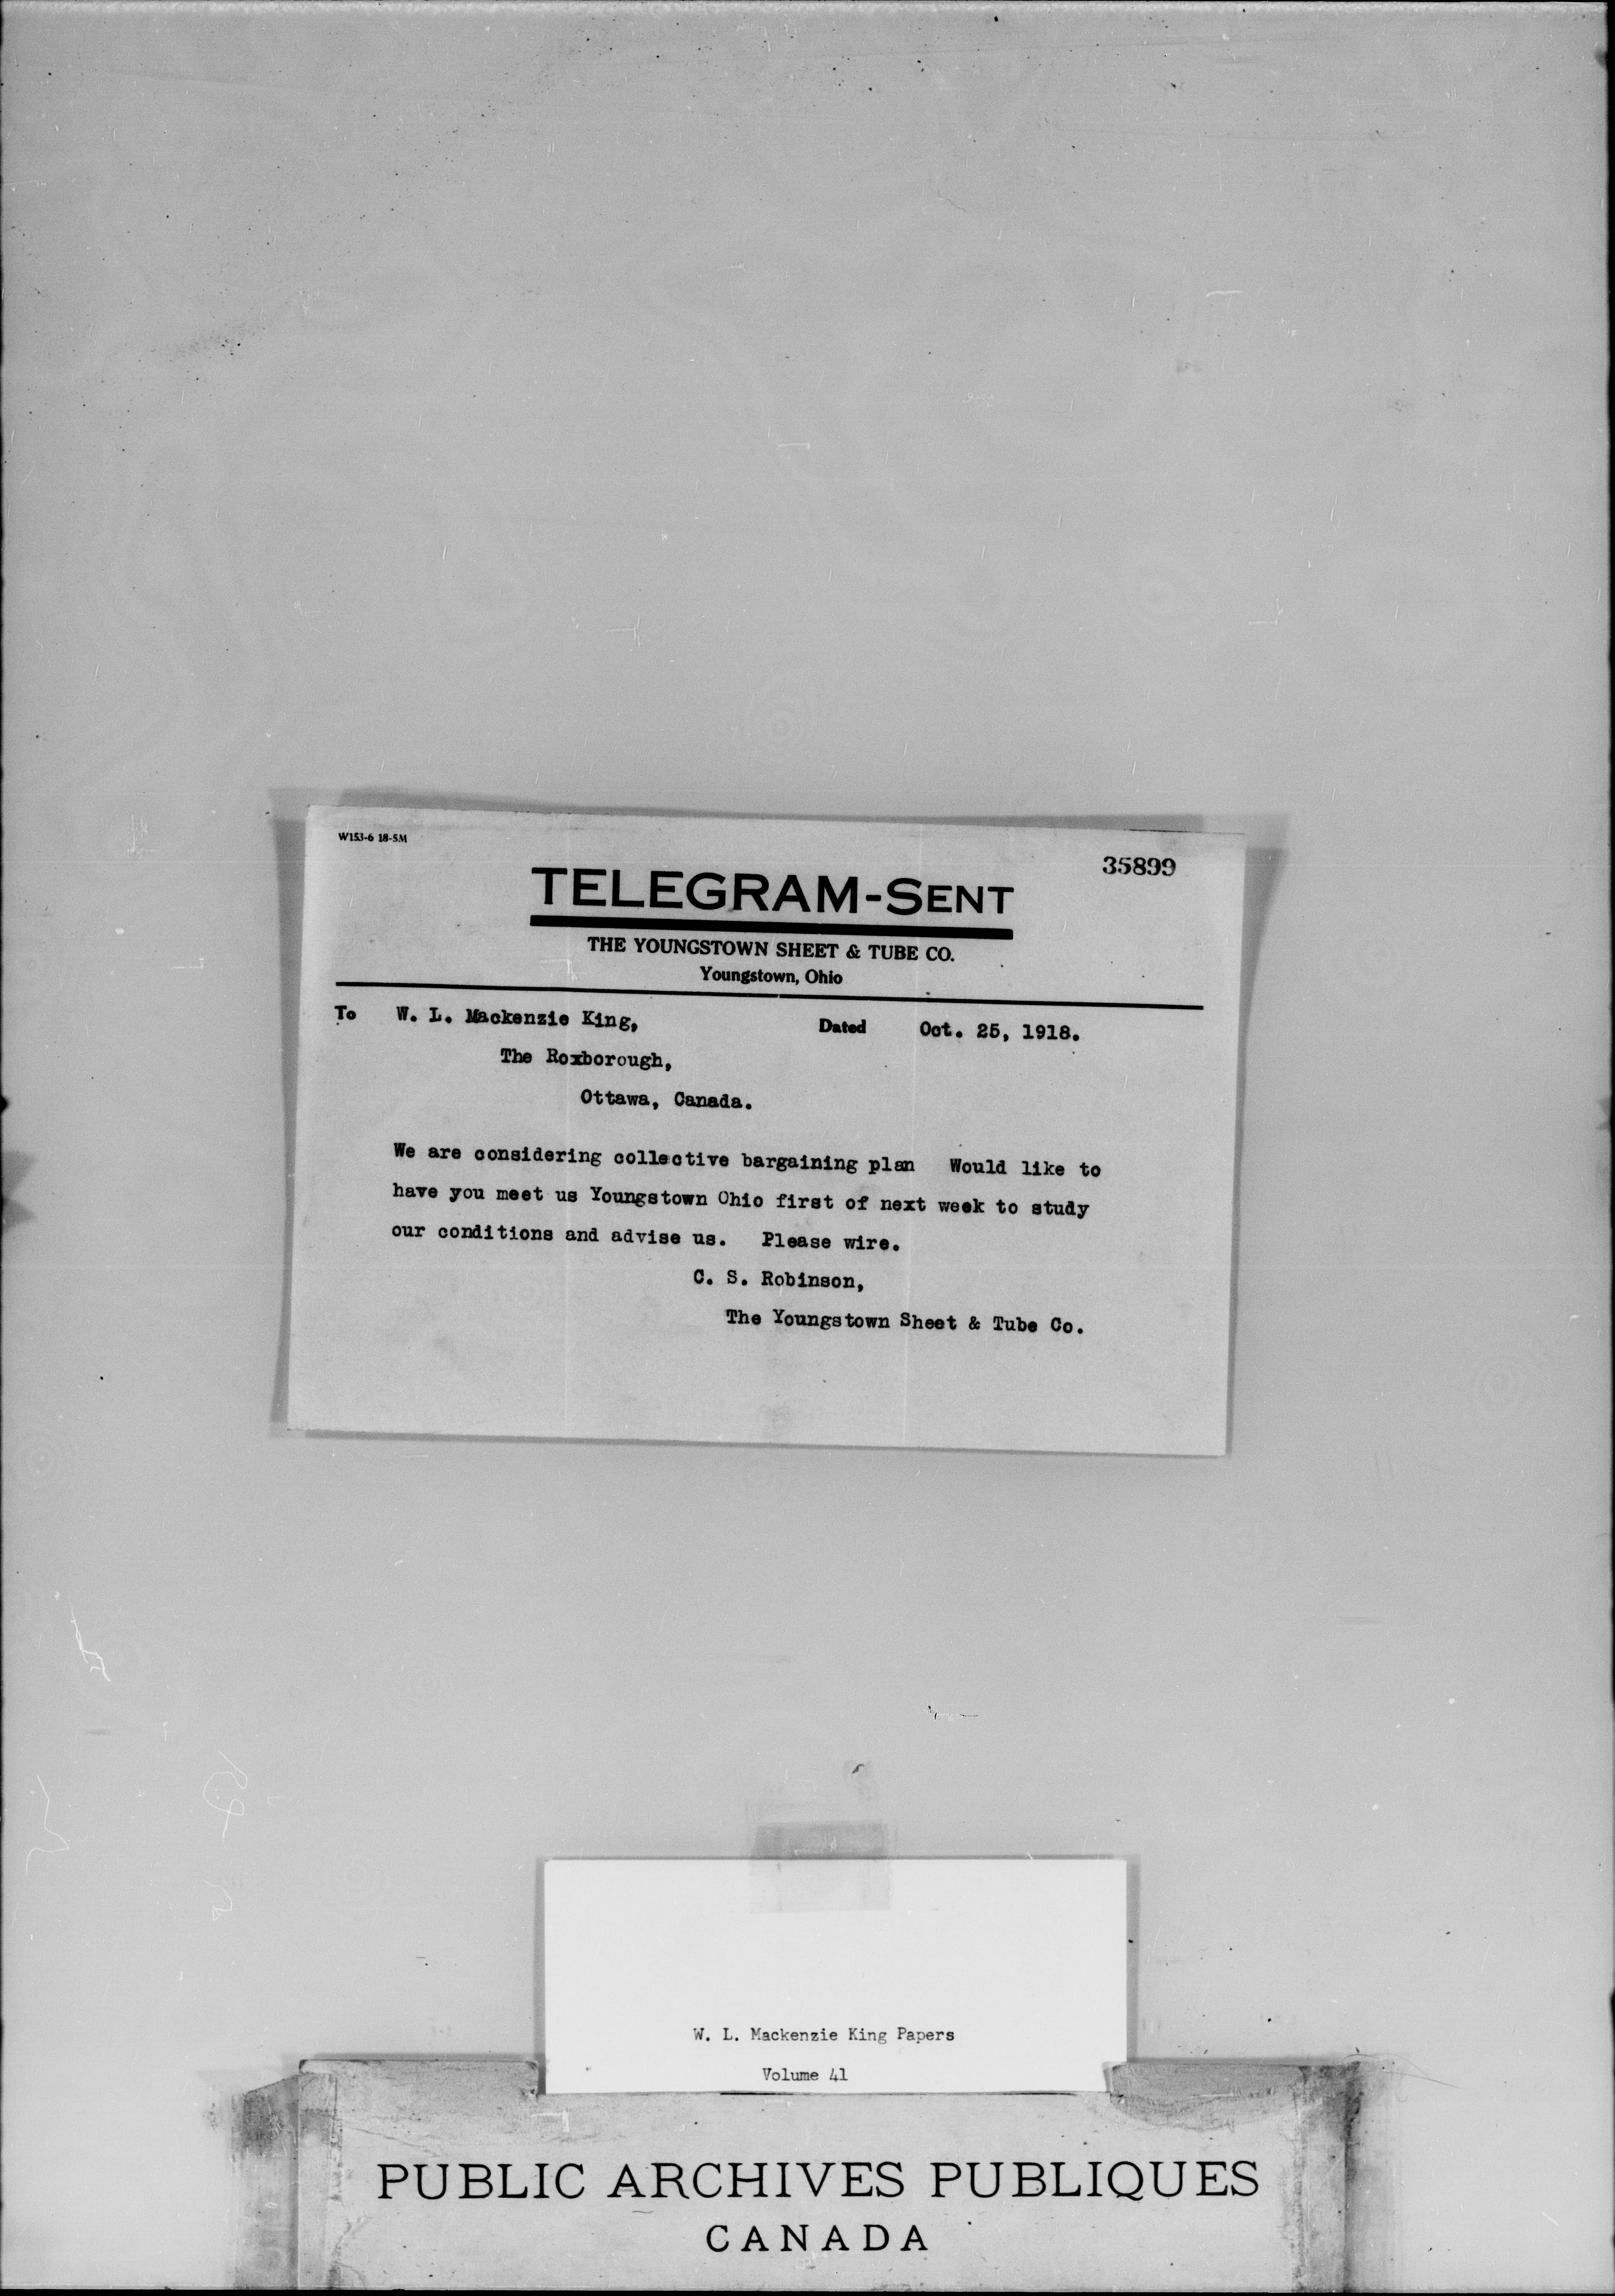 W153-6 18-5M
35899
TELEGRAM-SENT
THE YOUNGSTOWN SHEET & TUBE CO.
Youngstown, Ohio
To W. L. Mackenzie King, Dated Oct. 25, 1918.
The Roxborough,
Ottawa, Canada.
We are considering collective bargaining plan Would like to
have you meet us Youngstown Ohio first of next week to study
our conditions and advise us. Please wire.
C. S. Robinson,
The Youngstown Sheet & Tube Co.
W. L. Mackenzie King Papers
Volume 41
PUBLIC ARCHIVES PUBLIQUES
CANADA